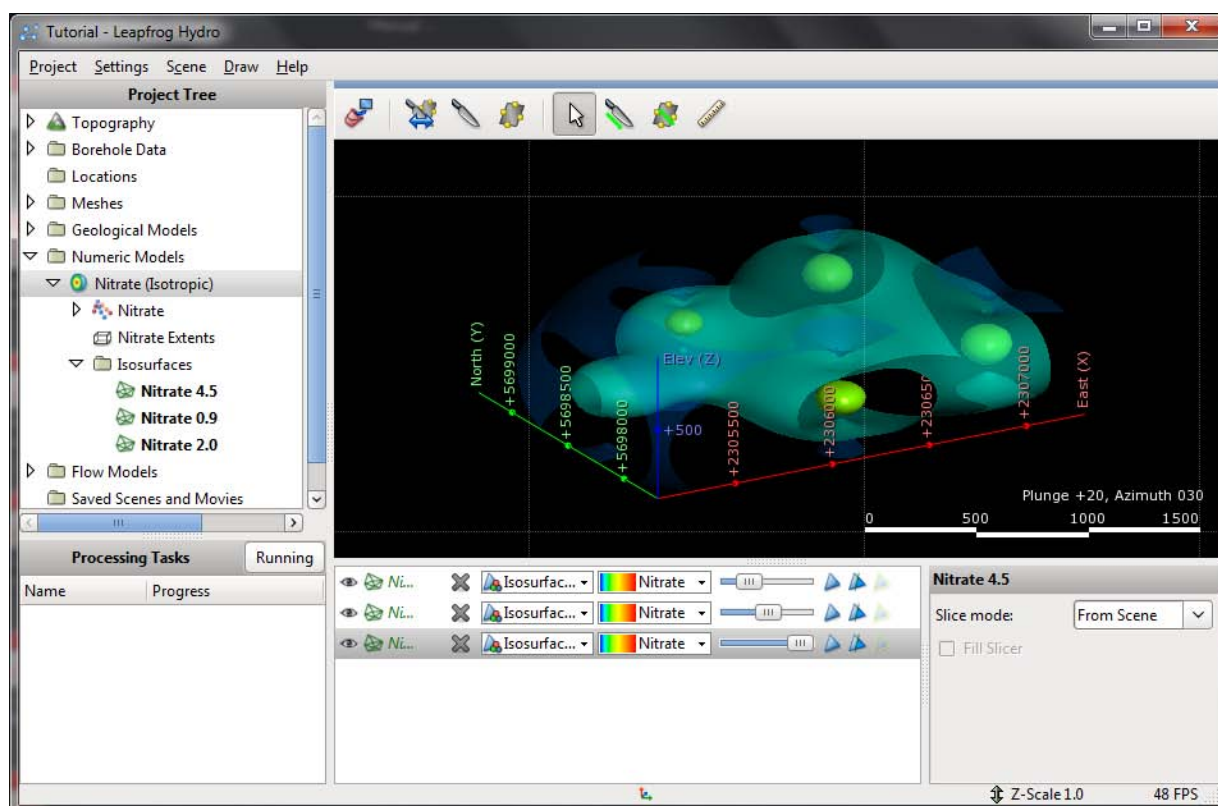 Tutorial - Leapfrog Hydro
Project Settings Scene Draw Help
Project Tree
Topography
Borehole Data
Locations
Meshes
Geological Models
Numeric Models
Nitrate (Isotropic)
Nitrate
Nitrate Extents
Isosurfaces
Nitrate 4.5
Nitrate 0.9
Nitrate 2.0
Flow Models
Saved Scenes and Movies
Processing Tasks Running
Name Progress
North (Y)
+5699000
+5698500
+5698000
Elev (Z)
+500
+2305500
+2306000
+230650
+2307000
East (X)
Plunge +20, Azimuth 030
0 500 1000 1500
Ni... Isosurfac... Nitrate
Ni... Isosurfac... Nitrate
Ni... Isosurfac... Nitrate
Nitrate 4.5
Slice mode: From Scene
Fill Slicer
Z-Scale 1.0 48 FPS